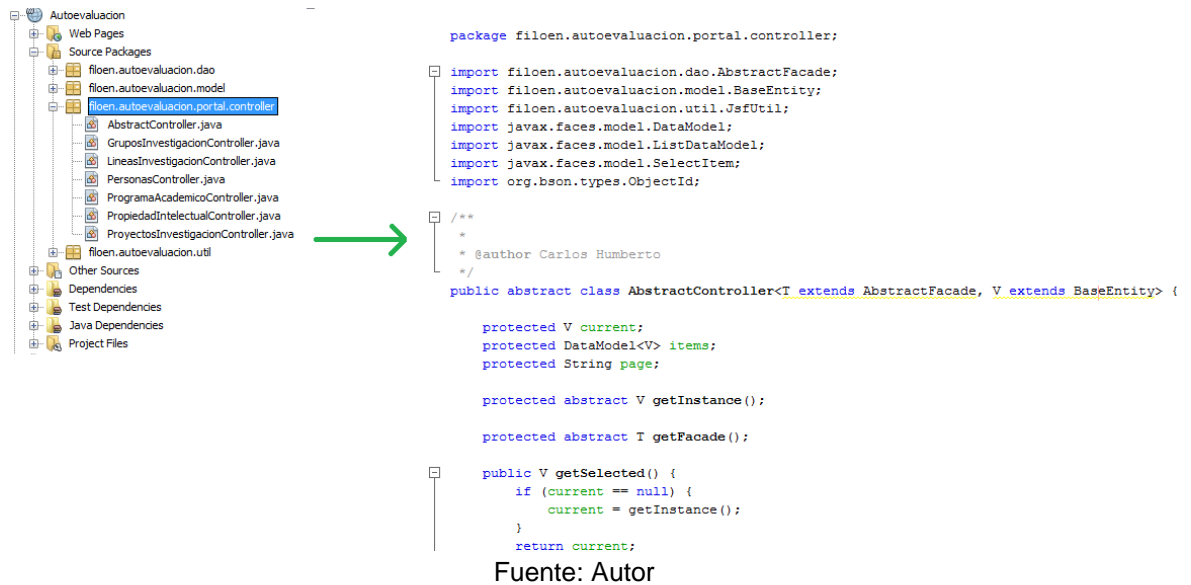 Autoevaluacion
Web Pages
Source Packages
filoen.autoevaluacion.dao
filoen.autoevaluacion.model
filoen.autoevaluacion.portal.controller
AbstractController.java
GruposInvestigacionController.java
LineasInvestigacionController.java
PersonasController.java
ProgramaAcademicoController.java
PropiedadIntelectualController.java
ProyectosInvestigacionController.java
filoen.autoevaluacion.util
Other Sources
Dependencies
Test Dependencies
Java Dependencies
Project Files
package filoen.autoevaluacion.portal.controller;
import filoen.autoevaluacion.dao.AbstractFacade;
import filoen.autoevaluacion.model.BaseEntity;
import filoen.autoevaluacion.util.JsfUtil;
import javax.faces.model.DataModel;
import javax.faces.model.ListDataModel;
import javax.faces.model.SelectItem;
import org.bson.types.ObjectId;
/**
*
* @author Carlos Humberto
*/
public abstract class AbstractController<T extends AbstractFacade, V extends BaseEntity> {
protected V current;
protected DataModel<V> items;
protected String page;
protected abstract V getInstance();
protected abstract T getFacade();
public V getSelected() {
if (current == null) {
current = getInstance();
}
return current;
Fuente: Autor